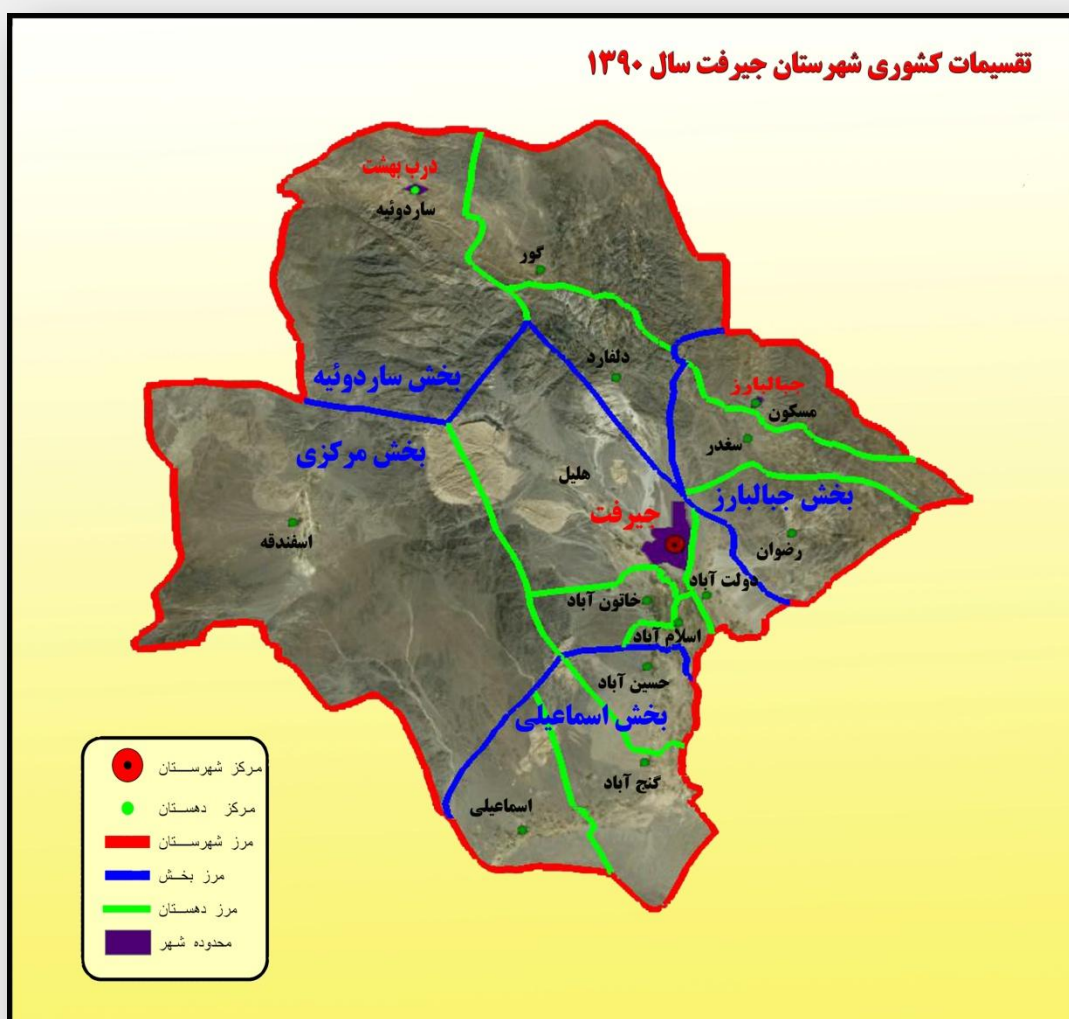 تقسیمات کشوری شهرستان جیرفت سال ۱۳۹۰
درب بهشت
ساردوئیه
گور
دلفارد
جبالبارز
مسکون
سغدر
بخش ساردوئیه
بخش مرکزی
هلیل
بخش جبالبارز
جیرفت
اسفندقه
رضوان
دولت آباد
خاتون آباد
اسلام آباد
حسین آباد
بخش اسماعیلی
گنج آباد
اسماعیلی
مرکز شهرستان
مرکز دهستان
مرز شهرستان
مرز بخش
مرز دهستان
محدوده شهر